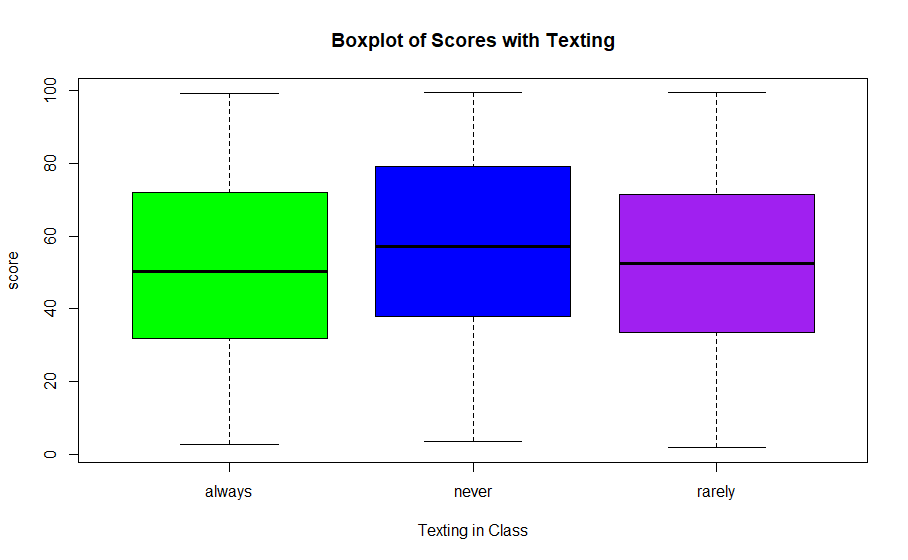 Boxplot of Scores with Texting
100
80
60
40
20
0
score
always never rarely
Texting in Class